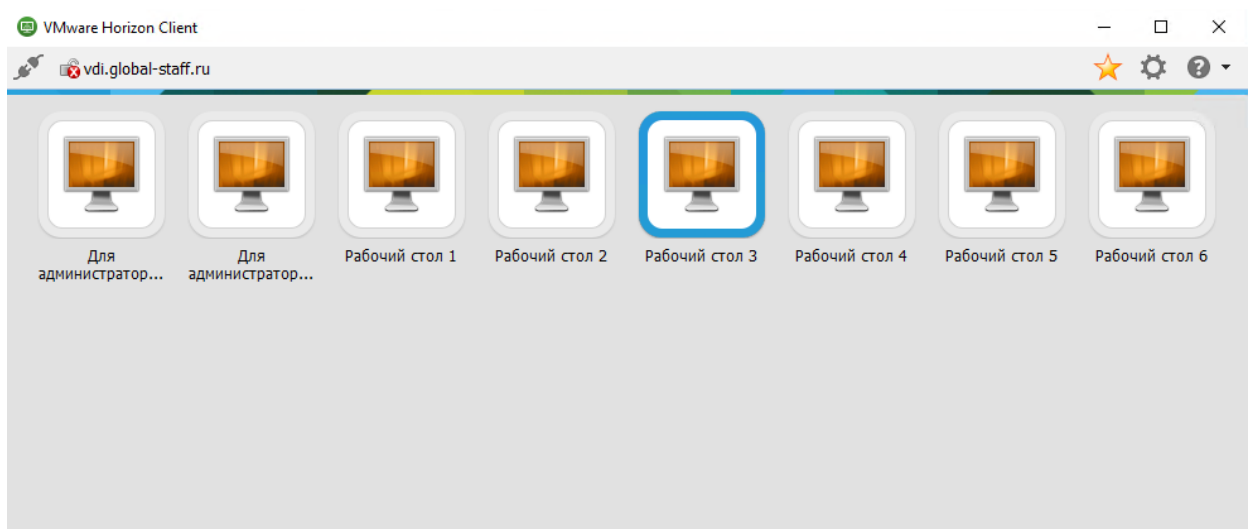 VMware Horizon Client
vdi.global-staff.ru
Для
администратор...
Для
администратор...
Рабочий стол 1
Рабочий стол 2
Рабочий стол 3
Рабочий стол 4
Рабочий стол 5
Рабочий стол 6